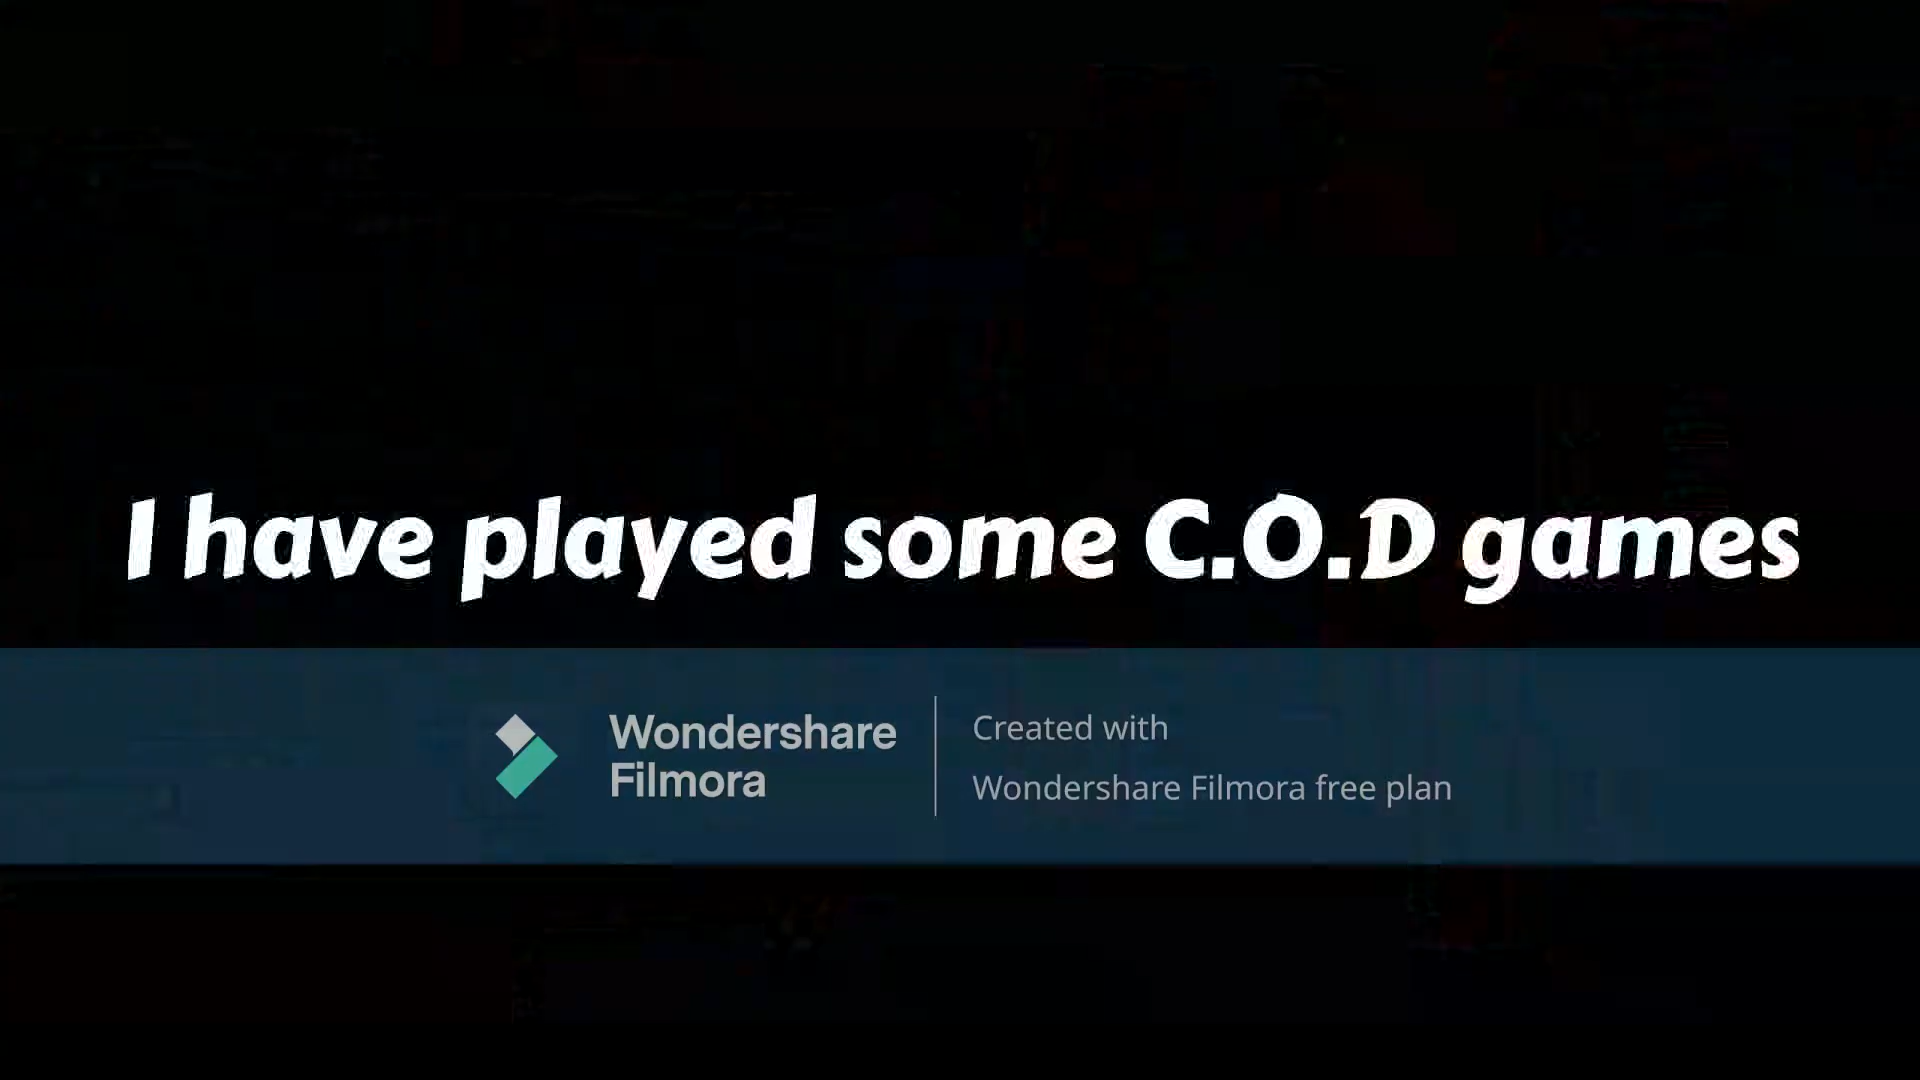 I have played some C.O.D games
Wondershare
Filmora
Created with
Wondershare Filmora free plan